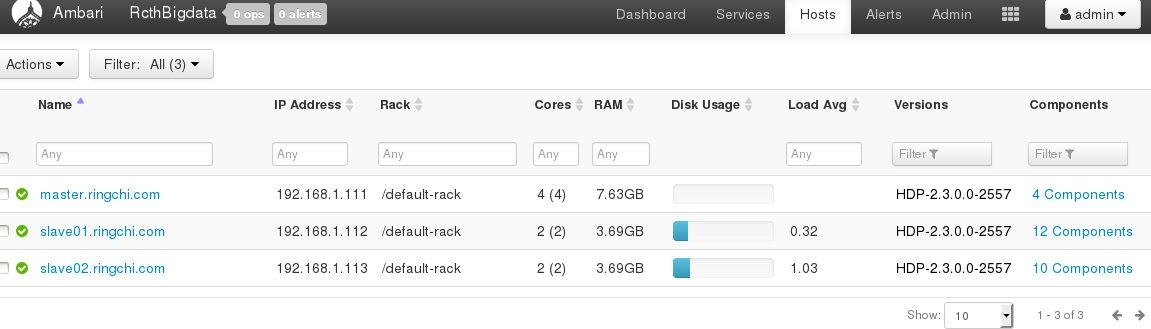 Ambari RcthBigdata 0 ops 0 alerts Dashboard Services Hosts Alerts Admin admin
Actions Filter: All (3)
Name IP Address Rack Cores RAM Disk Usage Load Avg Versions Components
Any Any Any Any Any Any Filter Filter
master.ringchi.com 192.168.1.111 /default-rack 4 (4) 7.63GB HDP-2.3.0.0-2557 4 Components
slave01.ringchi.com 192.168.1.112 /default-rack 2 (2) 3.69GB 0.32 HDP-2.3.0.0-2557 12 Components
slave02.ringchi.com 192.168.1.113 /default-rack 2 (2) 3.69GB 1.03 HDP-2.3.0.0-2557 10 Components
Show: 10 1 - 3 of 3